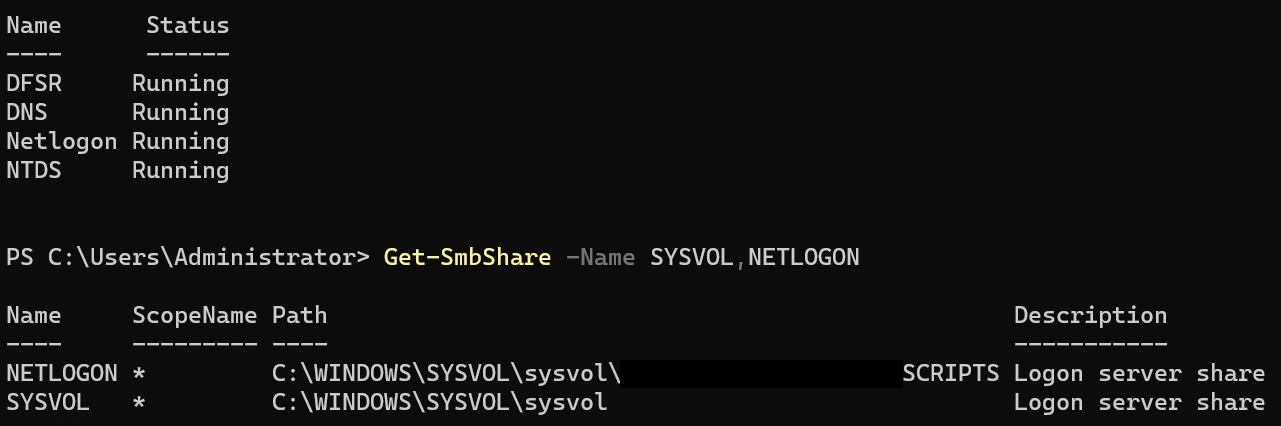 Name      Status
----      ------
DFSR     Running
DNS      Running
Netlogon Running
NTDS     Running
PS C:\Users\Administrator> Get-SmbShare -Name SYSVOL,NETLOGON
Name     ScopeName Path                                                 Description
----     --------- ----                                                 -----------
NETLOGON *         C:\WINDOWS\SYSVOL\sysvol\                    SCRIPTS Logon server share
SYSVOL   *         C:\WINDOWS\SYSVOL\sysvol                             Logon server share